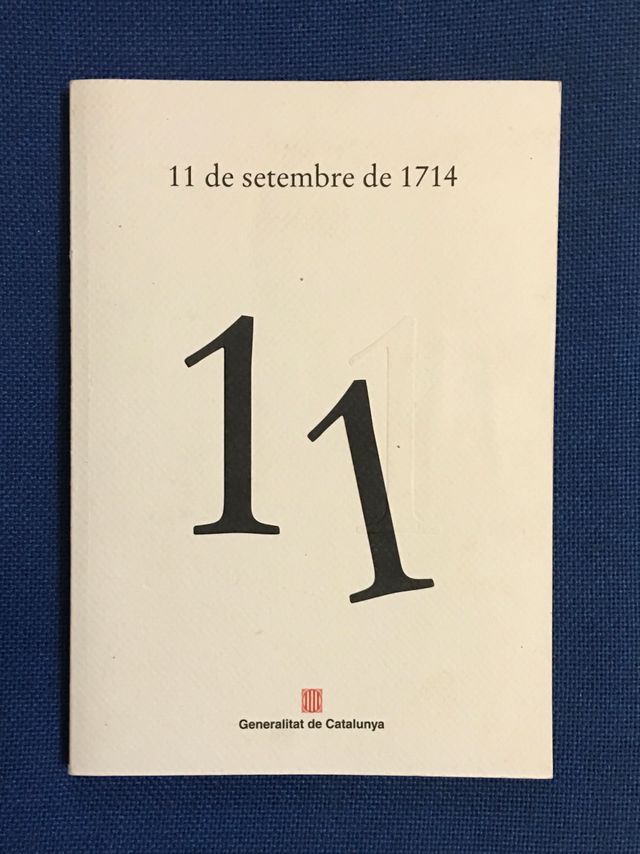 11 de setembre de 1714
11
Generalitat de Catalunya